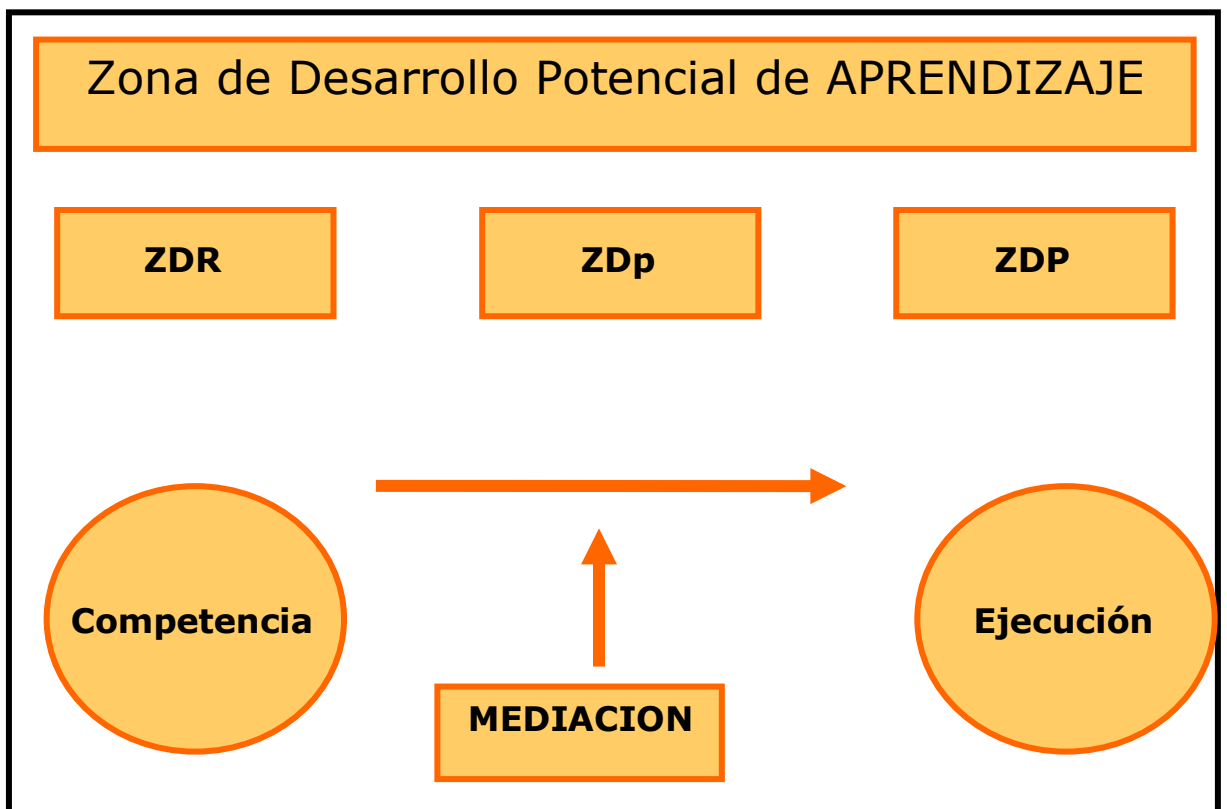 Zona de Desarrollo Potencial de APRENDIZAJE
ZDR
ZDp
ZDP
Competencia
Ejecución
MEDIACION